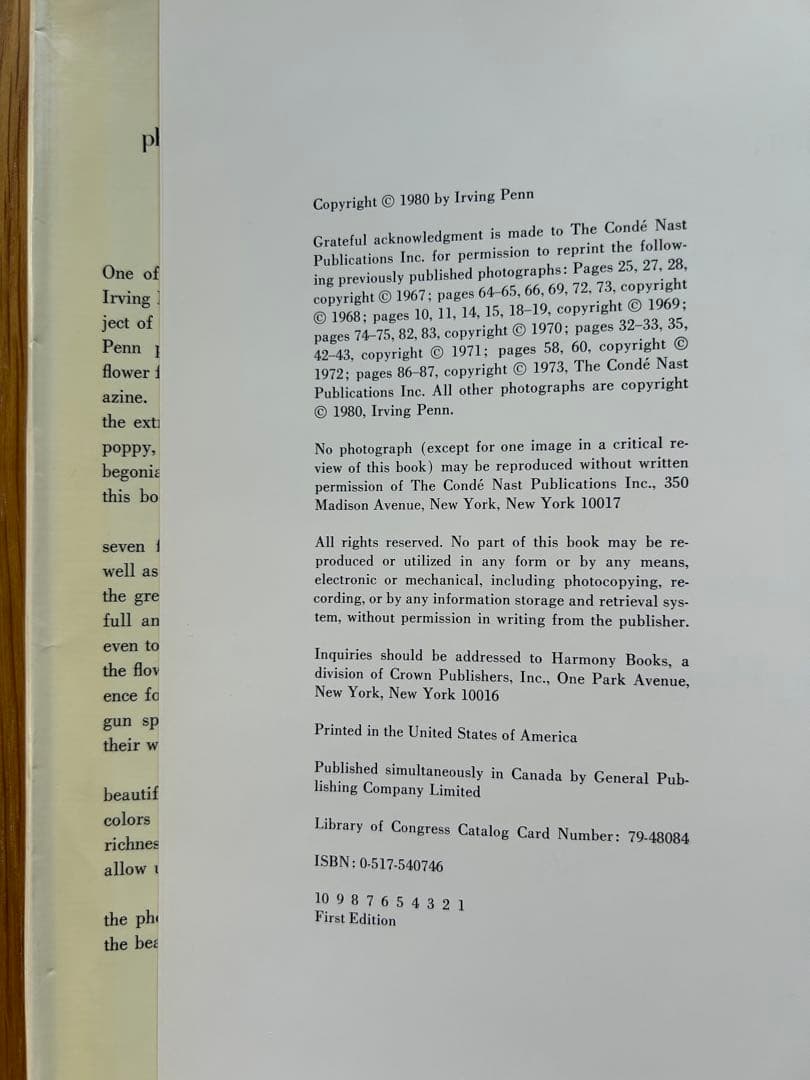 One of
Irving
ject of
Penn
flower
azine.
the
poppy,
this
seven
well as
the
full
even to
the
ence
gun
their
colors
allow
the
the
Copyright © 1980 by Irving Penn
Grateful acknowledgment is made to The Condé Nast
Publications Inc. for permission to reprint the follow-
ing previously published photographs: Pages 25, 27, 28,
copyright © 1967; pages 64–65, 66, 69, 72, 73, copyright
© 1968; pages 10, 11, 14, 15, 18–19, copyright © 1969;
pages 74–75, 82, 83, copyright © 1970; pages 32–33, 35,
42–43, copyright © 1971; pages 58, 60, copyright ©
1972; pages 86–87, copyright © 1973, The Condé Nast
Publications Inc. All other photographs are copyright
© 1980, Irving Penn.
No photograph (except for one image in a critical re-
view of this book) may be reproduced without written
permission of The Condé Nast Publications Inc., 350
Madison Avenue, New York, New York 10017
All rights reserved. No part of this book may be re-
produced or utilized in any form or by any means,
electronic or mechanical, including photocopying, re-
cording, or by any information storage and retrieval sys-
tem, without permission in writing from the publisher.
Inquiries should be addressed to Harmony Books, a
division of Crown Publishers, Inc., One Park Avenue,
New York, New York 10016
Printed in the United States of America
Published simultaneously in Canada by General Pub-
lishing Company Limited
Library of Congress Catalog Card Number: 79-48084
ISBN: 0-517-540746
10 9 8 7 6 5 4 3 2 1
First Edition